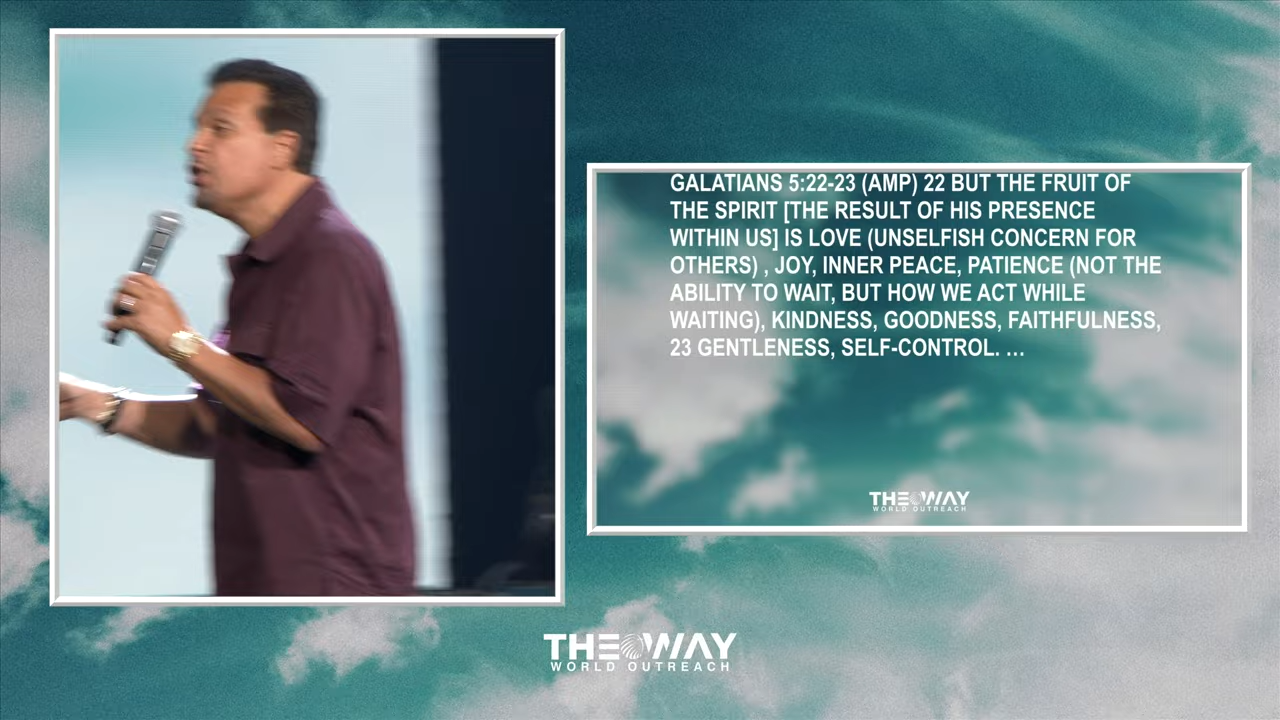 GALATIANS 5:22-23 (AMP) 22 BUT THE FRUIT OF
THE SPIRIT [THE RESULT OF HIS PRESENCE
WITHIN US] IS LOVE (UNSELFISH CONCERN FOR
OTHERS) , JOY, INNER PEACE, PATIENCE (NOT THE
ABILITY TO WAIT, BUT HOW WE ACT WHILE
WAITING), KINDNESS, GOODNESS, FAITHFULNESS,
23 GENTLENESS, SELF-CONTROL. …
THE WAY
WORLD OUTREACH
THE WAY
WORLD OUTREACH